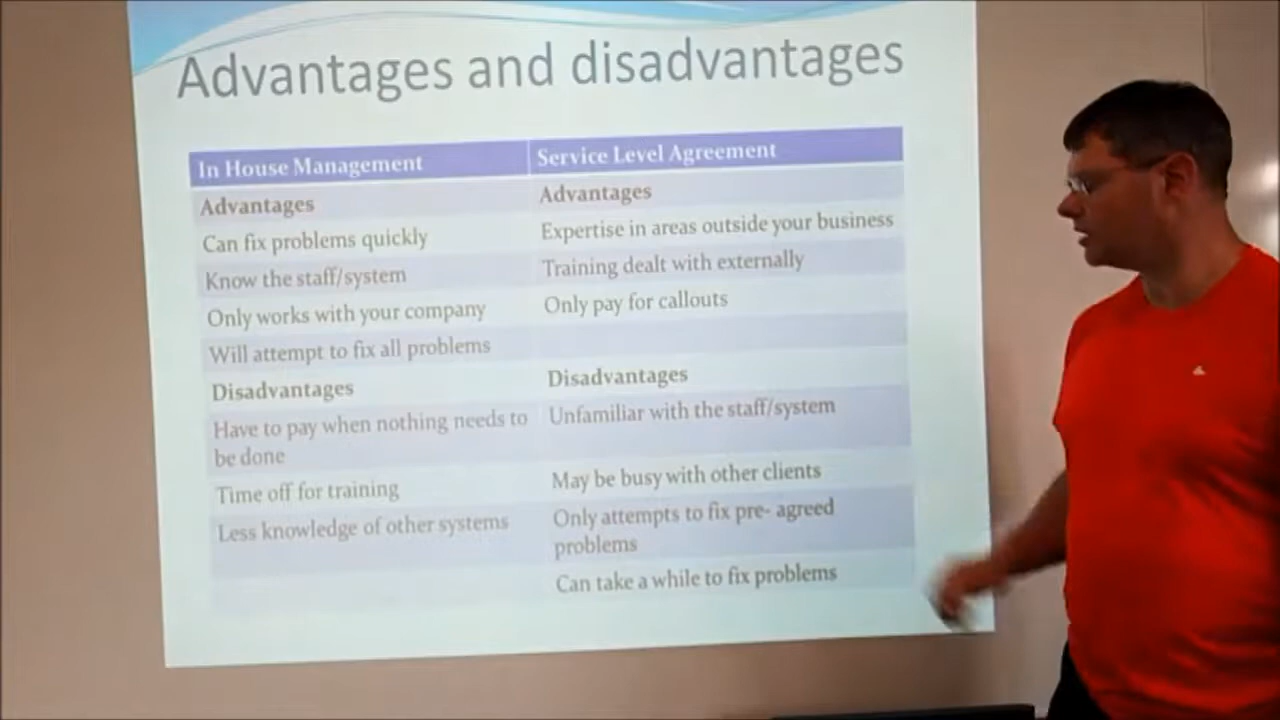 Advantages and disadvantages
In House Management
Service Level Agreement
Advantages
Advantages
Can fix problems quickly
Expertise in areas outside your business
Know the staff/system
Training dealt with externally
Only works with your company
Only pay for callouts
Will attempt to fix all problems
Disadvantages
Disadvantages
Have to pay when nothing needs to
be done
Unfamiliar with the staff/system
Time off for training
May be busy with other clients
Less knowledge of other systems
Only attempts to fix pre- agreed
problems
Can take a while to fix problems